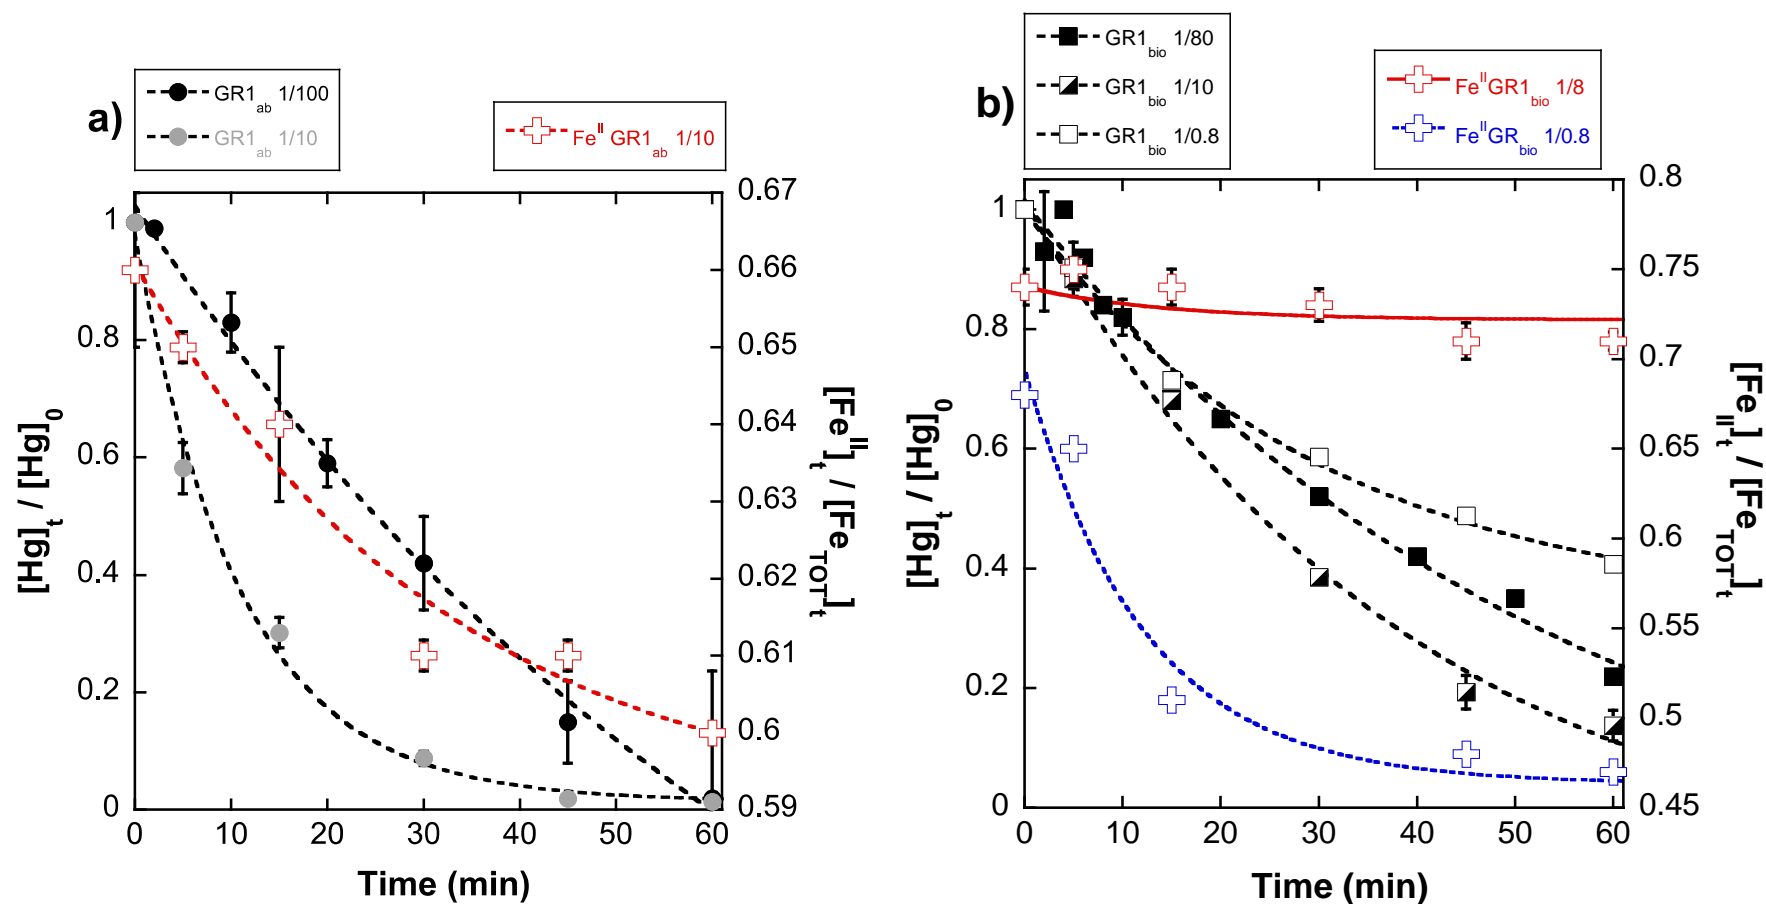 a)
GR1ab 1/100
GR1ab 1/10
FeII GR1ab 1/10
[Hg]t / [Hg]0
1
0.8
0.6
0.4
0.2
0
0.67
0.66
0.65
0.64
0.63
0.62
0.61
0.6
0.59
[FeII]t / [FeTOT]t
0 10 20 30 40 50 60
Time (min)
b)
GR1bio 1/80
GR1bio 1/10
GR1bio 1/0.8
FeIIGR1bio 1/8
FeIIGRbio 1/0.8
[Hg]t / [Hg]0
1
0.8
0.6
0.4
0.2
0
0.8
0.75
0.7
0.65
0.6
0.55
0.5
0.45
[FeII]t / [FeTOT]t
0 10 20 30 40 50 60
Time (min)